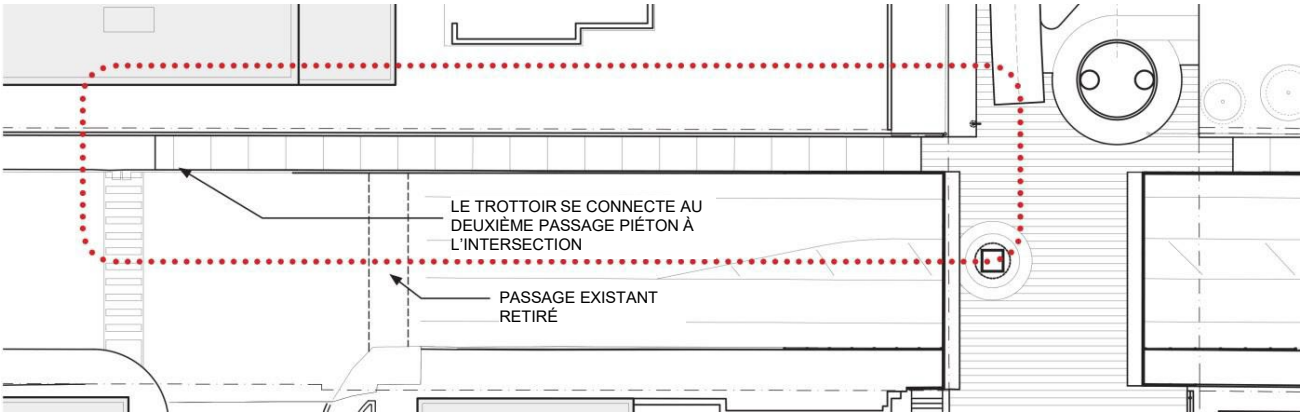 LE TROTTOIR SE CONNECTE AU
DEUXIÈME PASSAGE PIÉTON À
L'INTERSECTION
PASSAGE EXISTANT
RETIRÉ